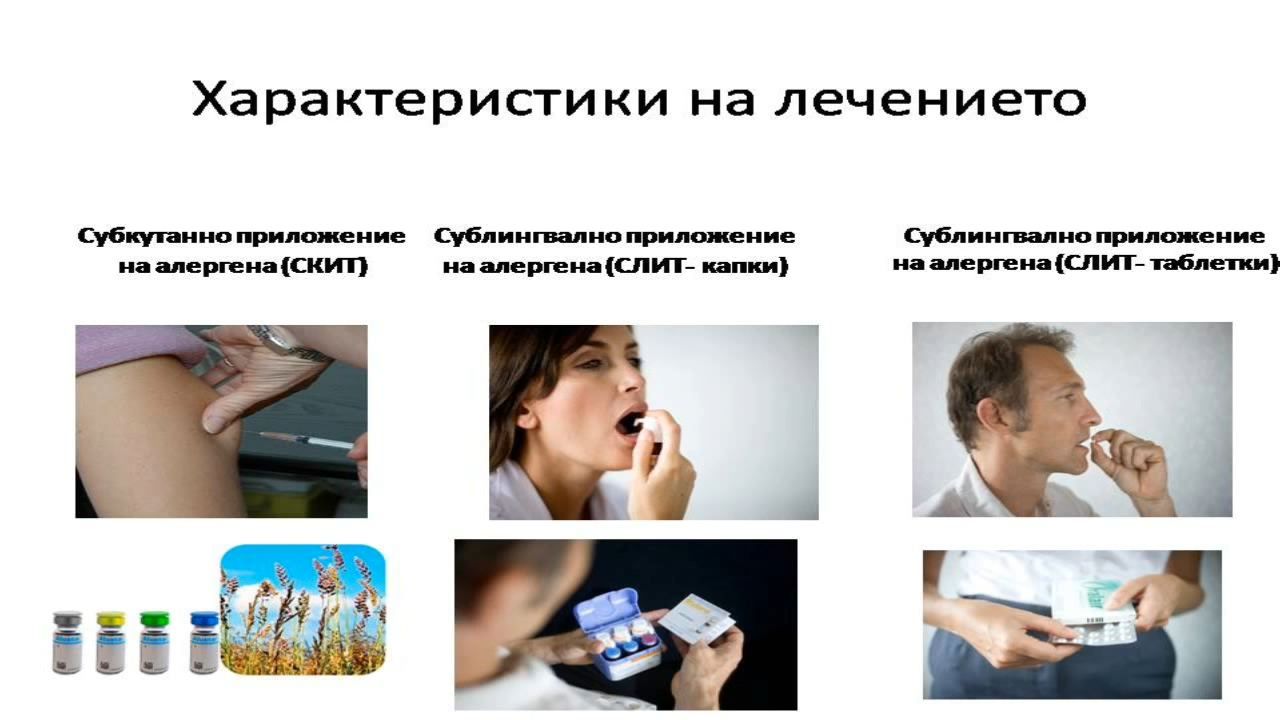 Характеристики на лечението
Субкутанно приложение
на алергена (СКИТ)
Сублингвално приложение
на алергена (СЛИТ- капки)
Сублингвално приложение
на алергена (СЛИТ- таблетки)